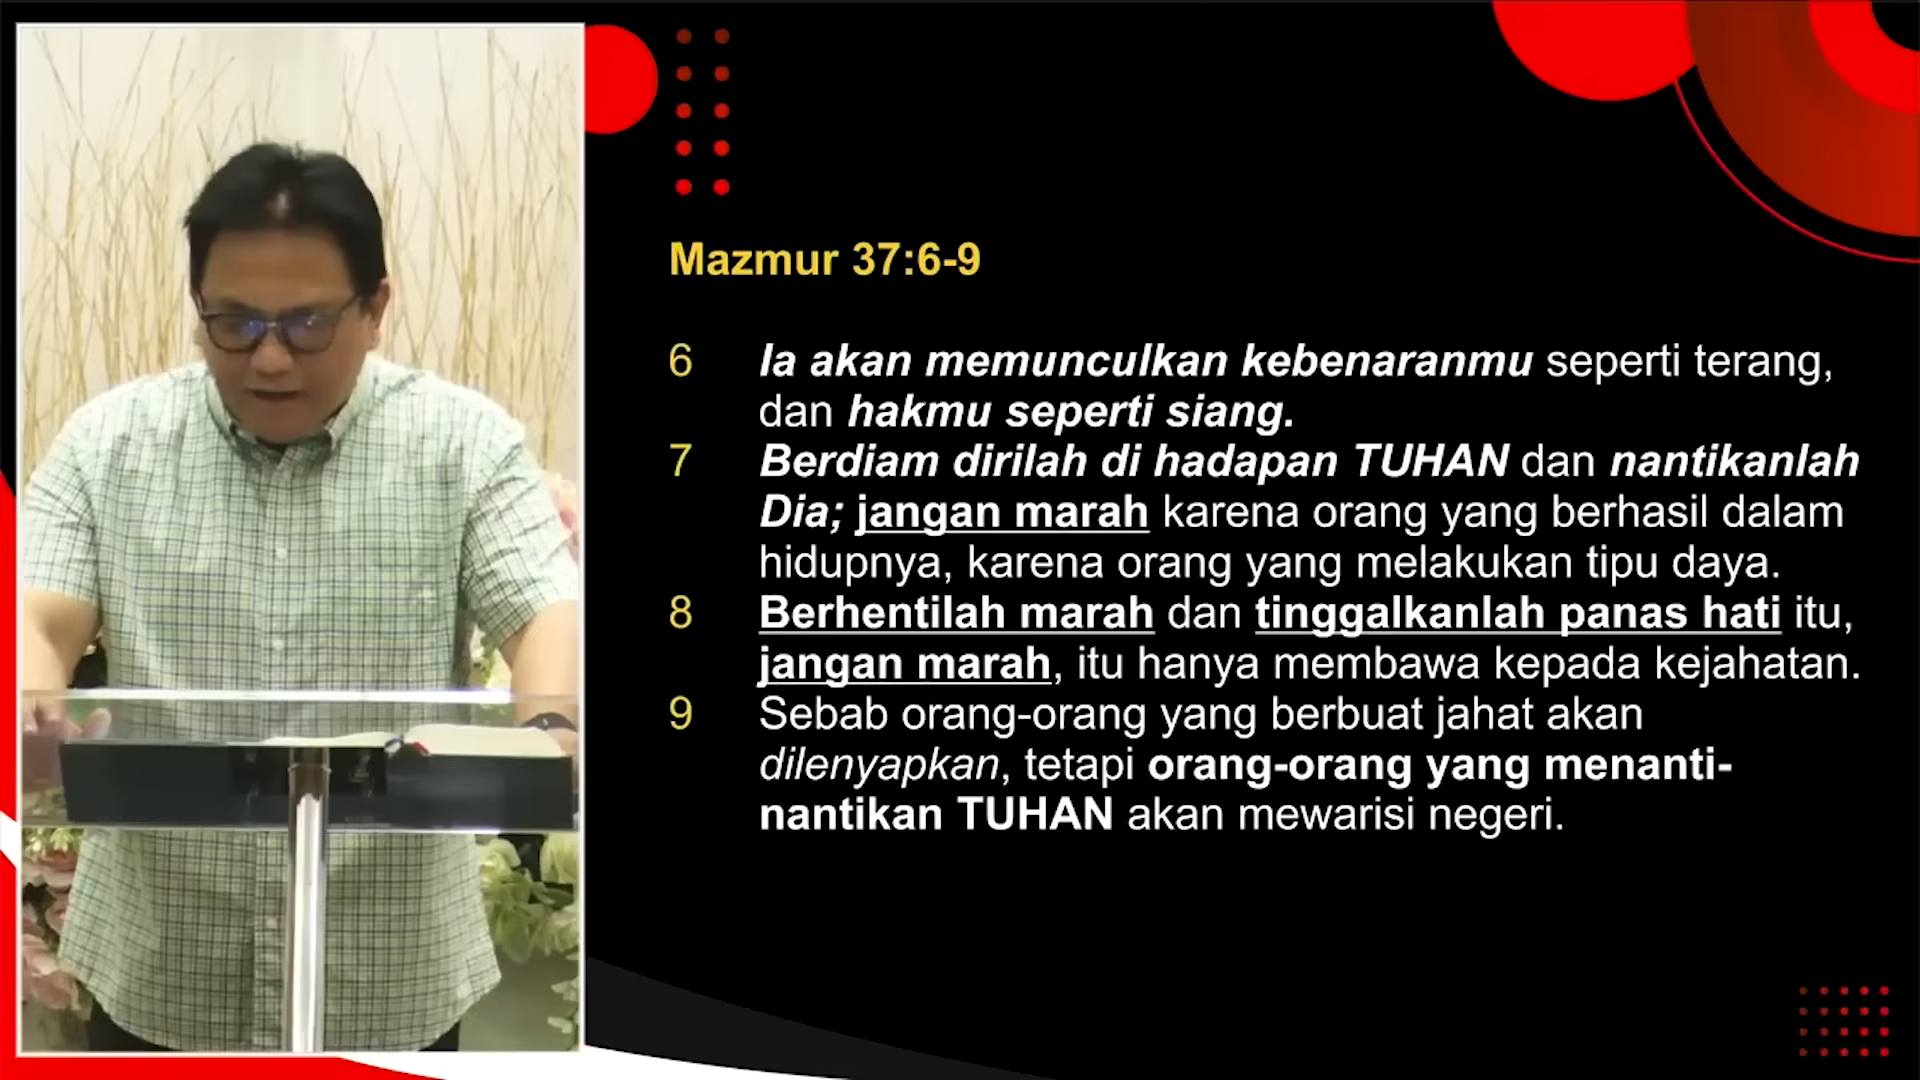 Mazmur 37:6-9
6 Ia akan memunculkan kebenaranmu seperti terang,
dan hakmu seperti siang.
7 Berdiam dirilah di hadapan TUHAN dan nantikanlah
Dia; jangan marah karena orang yang berhasil dalam
hidupnya, karena orang yang melakukan tipu daya.
8 Berhentilah marah dan tinggalkanlah panas hati itu,
jangan marah, itu hanya membawa kepada kejahatan.
9 Sebab orang-orang yang berbuat jahat akan
dilenyapkan, tetapi orang-orang yang menanti-
nantikan TUHAN akan mewarisi negeri.